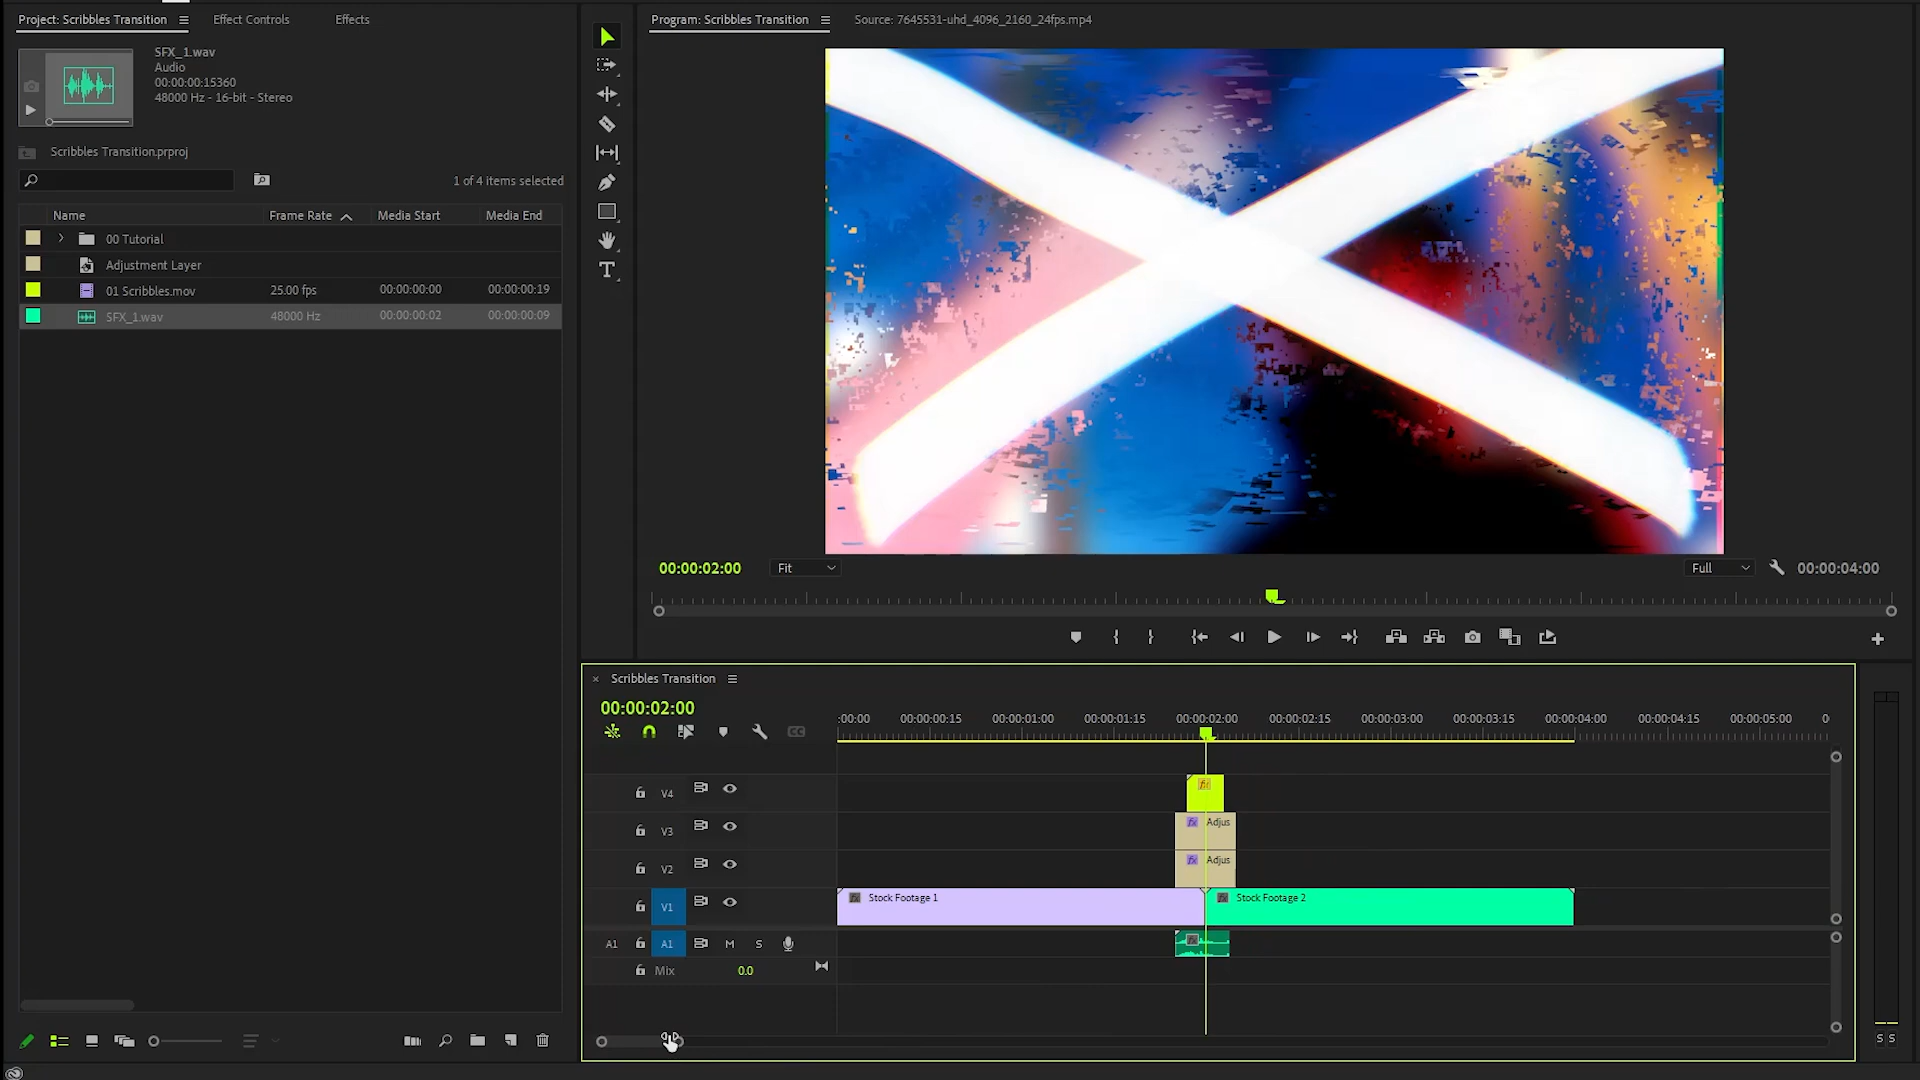 Project: Scribbles Transition
Effect Controls
Effects
SFX_1.wav
Audio
00:00:00:15360
48000 Hz - 16-bit - Stereo
Scribbles Transition.prproj
1 of 4 items selected
Name
Frame Rate
Media Start
Media End
00 Tutorial
Adjustment Layer
01 Scribbles.mov
25.00 fps
00:00:00:00
00:00:00:19
SFX_1.wav
48000 Hz
00:00:00:02
00:00:00:09
Program: Scribbles Transition
Source: 7645531-uhd_4096_2160_24fps.mp4
00:00:02:00
Fit
Full
00:00:04:00
Scribbles Transition
00:00:02:00
:00:00
00:00:00:15
00:00:01:00
00:00:01:15
00:00:02:00
00:00:02:15
00:00:03:00
00:00:03:15
00:00:04:00
00:00:04:15
00:00:05:00
0
CC
V4
fx
V3
fx Adjus
V2
fx Adjus
V1
Stock Footage 1
Stock Footage 2
A1
A1
M
S
Mix
0.0
S S